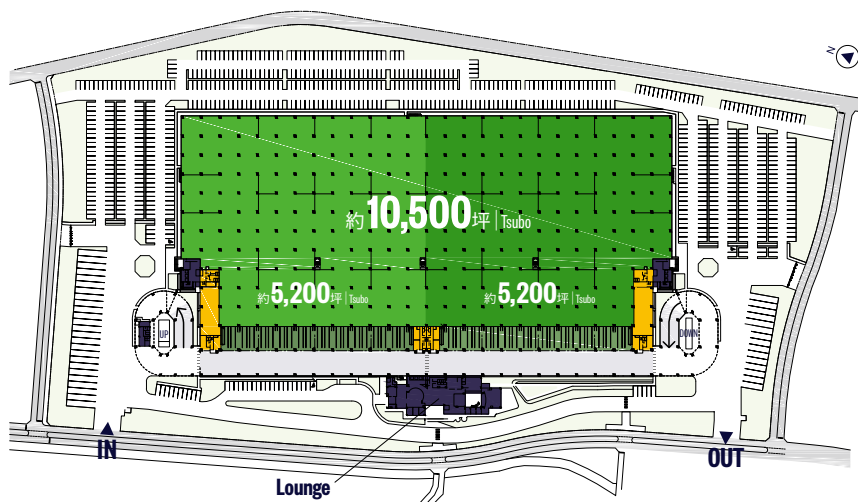 N
約10,500坪|Tsubo
約5,200坪|Tsubo
約5,200坪|Tsubo
UP
DOWN
IN
OUT
Lounge